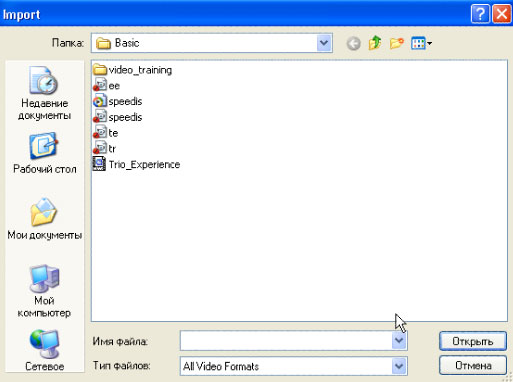 Import
Папка: Basic
video_training
ee
speedis
speedis
te
tr
Trio_Experience
Недавние документы
Рабочий стол
Мои документы
Мой компьютер
Сетевое
Имя файла:
Открыть
Тип файлов: All Video Formats
Отмена